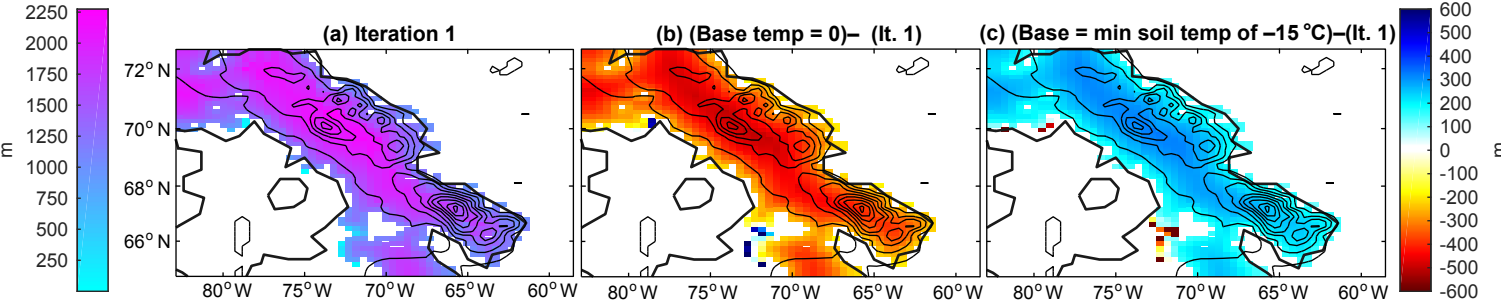 (a) Iteration 1
(b) (Base temp = 0)– (It. 1)
(c) (Base = min soil temp of –15 °C)–(It. 1)
2250
2000
1750
1500
1250
1000
750
500
250
m
72° N
70° N
68° N
66° N
80°W 75°W 70°W 65°W 60°W
80°W 75°W 70°W 65°W 60°W
80°W 75°W 70°W 65°W 60°W
600
500
400
300
200
100
0
-100
-200
-300
-400
-500
-600
m